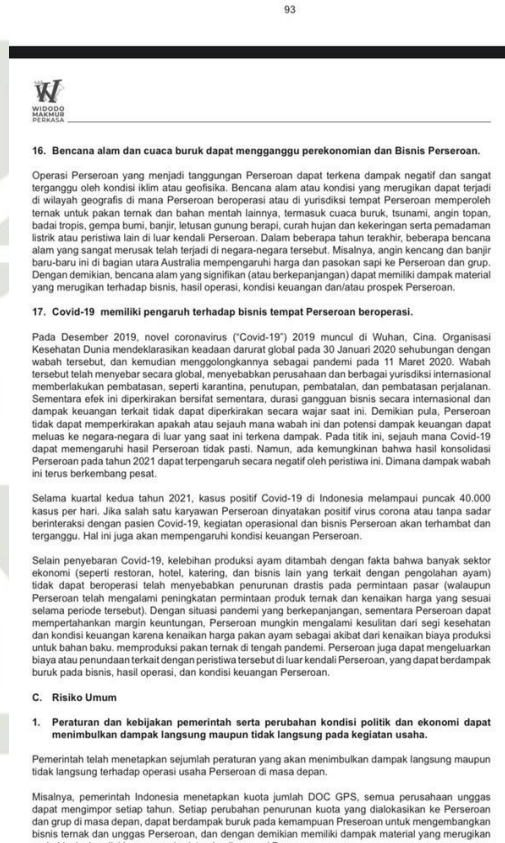 93
WIDODO
MAKMUR
PERKASA
16. Bencana alam dan cuaca buruk dapat mengganggu perekonomian dan Bisnis Perseroan.
Operasi Perseroan yang menjadi tanggungan Perseroan dapat terkena dampak negatif dan sangat
terganggu oleh kondisi iklim atau geofisika. Bencana alam atau kondisi yang merugikan dapat terjadi
di wilayah geografis di mana Perseroan beroperasi atau di yurisdiksi tempat Perseroan memperoleh
ternak untuk pakan ternak dan bahan mentah lainnya, termasuk cuaca buruk, tsunami, angin topan,
badai tropis, gempa bumi, banjir, letusan gunung berapi, curah hujan dan kekeringan serta pemadaman
listrik atau peristiwa lain di luar kendali Perseroan. Dalam beberapa tahun terakhir, beberapa bencana
alam yang sangat merusak telah terjadi di negara-negara tersebut. Misalnya, angin kencang dan banjir
baru-baru ini di bagian utara Australia mempengaruhi harga dan pasokan sapi ke Perseroan dan grup.
Dengan demikian, bencana alam yang signifikan (atau berkepanjangan) dapat memiliki dampak material
yang merugikan terhadap bisnis, hasil operasi, kondisi keuangan dan/atau prospek Perseroan.
17. Covid-19 memiliki pangaruh terhadap bisnis tempat Perseroan beroperasi.
Pada Desember 2019, novel coronavirus ("Covid-19") 2019 muncul di Wuhan, Cina. Organisasi
Kesehatan Dunia mendeklarasikan keadaan darurat global pada 30 Januari 2020 sehubungan dengan
wabah tersebut, dan kemudian menggolongkannya sebagai pandemi pada 11 Maret 2020. Wabah
tersebut telah menyebar secara global, menyebabkan perusahaan dan berbagai yurisdiksi internasional
memberlakukan pembatasan, seperti karantina, penutupan, pembatalan, dan pembatasan perjalanan.
Sementara efek ini diperkirakan bersifat sementara, durasi gangguan bisnis secara internasional dan
dampak keuangan terkait tidak dapat diperkirakan secara wajar saat ini. Demikian pula, Perseroan
tidak dapat memperkirakan apakah atau sejauh mana wabah ini dan potensi dampak keuangan dapat
meluas ke negara-negara di luar yang saat ini terkena dampak. Pada titik ini, sejauh mana Covid-19
dapat memengaruhi hasil Perseroan tidak pasti. Namun, ada kemungkinan bahwa hasil konsolidasi
Perseroan pada tahun 2021 dapat terpengaruh secara negatif oleh peristiwa ini. Dimana dampak wabah
ini terus berkembang pesat.
Selama kuartal kedua tahun 2021, kasus positif Covid-19 di Indonesia melampaui puncak 40.000
kasus per hari. Jika salah satu karyawan Perseroan dinyatakan positif virus corona atau tanpa sadar
berinteraksi dengan pasien Covid-19, kegiatan operasional dan bisnis Perseroan akan terhambat dan
terganggu. Hal ini juga akan mempengaruhi kondisi keuangan Perseroan.
Selain penyebaran Covid-19, kelebihan produksi ayam ditambah dengan fakta bahwa banyak sektor
ekonomi (seperti restoran, hotel, katering, dan bisnis lain yang terkait dengan pengolahan ayam)
tidak dapat beroperasi telah menyebabkan penurunan drastis pada permintaan pasar (walaupun
Perseroan telah mengalami peningkatan permintaan produk ternak dan kenaikan harga yang sesuai
selama periode tersebut). Dengan situasi pandemi yang berkepanjangan, sementara Perseroan dapat
mempertahankan margin keuntungan, Perseroan mungkin mengalami kesulitan dari segi kesehatan
dan kondisi keuangan karena kenaikan harga pakan ayam sebagai akibat dari kenaikan biaya produksi
untuk bahan baku. memproduksi pakan ternak di tengah pandemi. Perseroan juga dapat mengeluarkan
biaya atau penundaan terkait dengan peristiwa tersebut di luar kendali Perseroan, yang dapat berdampak
buruk pada bisnis, hasil operasi, dan kondisi keuangan Perseroan.
C. Risiko Umum
1. Peraturan dan kebijakan pemerintah serta perubahan kondisi politik dan ekonomi dapat
menimbulkan dampak langsung maupun tidak langsung pada kegiatan usaha.
Pemerintah telah menetapkan sejumlah peraturan yang akan menimbulkan dampak langsung maupun
tidak langsung terhadap operasi usaha Perseroan di masa depan.
Misalnya, pemerintah Indonesia menetapkan kuota jumlah DOC GPS, semua perusahaan unggas
dapat mengimpor setiap tahun. Setiap perubahan penurunan kuota yang dialokasikan ke Perseroan
dan grup di masa depan, dapat berdampak buruk pada kemampuan Preseroan untuk mengembangkan
bisnis ternak dan unggas Perseroan, dan dengan demikian memiliki dampak material yang merugikan